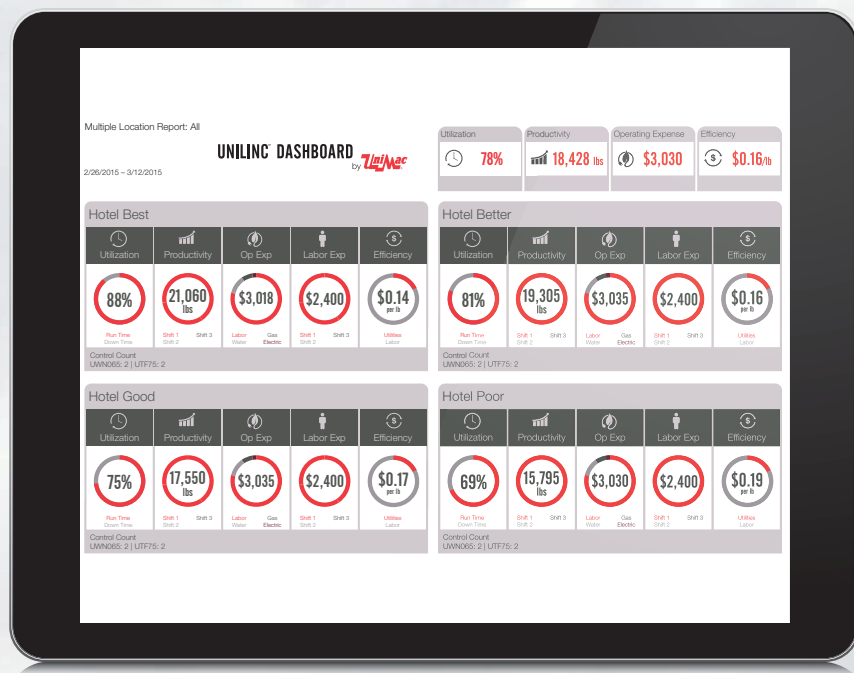 Multiple Location Report: All
UNILINC® DASHBOARD
by UniMac
2/26/2015 – 3/12/2015
Utilization Productivity Operating Expense Efficiency
78% 18,428 lbs $3,030 $0.16/lb
Hotel Best
Utilization Productivity Op Exp Labor Exp Efficiency
88% 21,060 lbs $3,018 $2,400 $0.14 per lb
Run Time Shift 1 Shift 3 Labor Gas Shift 1 Shift 3 Utilities
Down Time Shift 2 Water Electric Shift 2 Labor
Control Count
UWN065: 2 | UTF75: 2
Hotel Better
Utilization Productivity Op Exp Labor Exp Efficiency
81% 19,305 lbs $3,035 $2,400 $0.16 per lb
Run Time Shift 1 Shift 3 Labor Gas Shift 1 Shift 3 Utilities
Down Time Shift 2 Water Electric Shift 2 Labor
Control Count
UWN065: 2 | UTF75: 2
Hotel Good
Utilization Productivity Op Exp Labor Exp Efficiency
75% 17,550 lbs $3,035 $2,400 $0.17 per lb
Run Time Shift 1 Shift 3 Labor Gas Shift 1 Shift 3 Utilities
Down Time Shift 2 Water Electric Shift 2 Labor
Control Count
UWN065: 2 | UTF75: 2
Hotel Poor
Utilization Productivity Op Exp Labor Exp Efficiency
69% 15,795 lbs $3,030 $2,400 $0.19 per lb
Run Time Shift 1 Shift 3 Labor Gas Shift 1 Shift 3 Utilities
Down Time Shift 2 Water Electric Shift 2 Labor
Control Count
UWN065: 2 | UTF75: 2